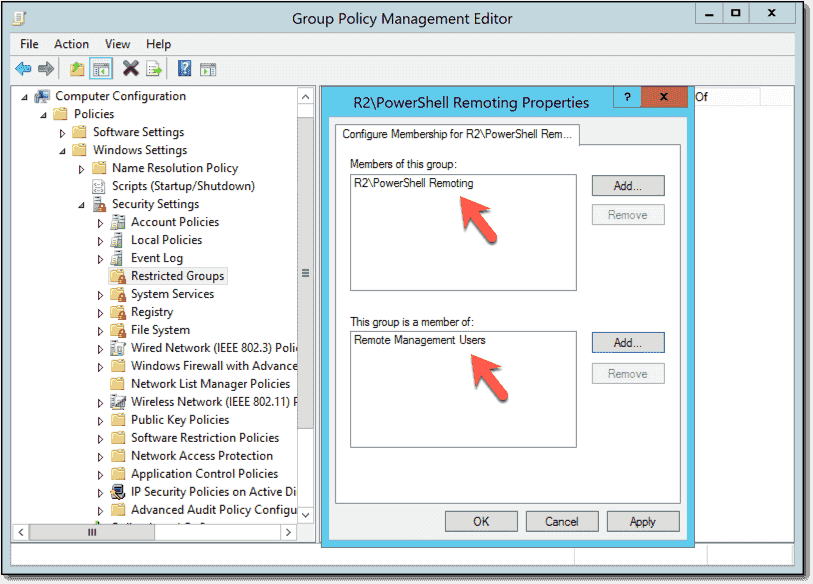 Group Policy Management Editor
File Action View Help
Computer Configuration
Policies
Software Settings
Windows Settings
Name Resolution Policy
Scripts (Startup/Shutdown)
Security Settings
Account Policies
Local Policies
Event Log
Restricted Groups
System Services
Registry
File System
Wired Network (IEEE 802.3) Polic
Windows Firewall with Advance
Network List Manager Policies
Wireless Network (IEEE 802.11) P
Public Key Policies
Software Restriction Policies
Network Access Protection
Application Control Policies
IP Security Policies on Active Di
Advanced Audit Policy Configu
Of
R2\PowerShell Remoting Properties
?
Configure Membership for R2\PowerShell Rem...
Members of this group:
R2\PowerShell Remoting
Add...
Remove
This group is a member of:
Remote Management Users
Add...
Remove
OK Cancel Apply